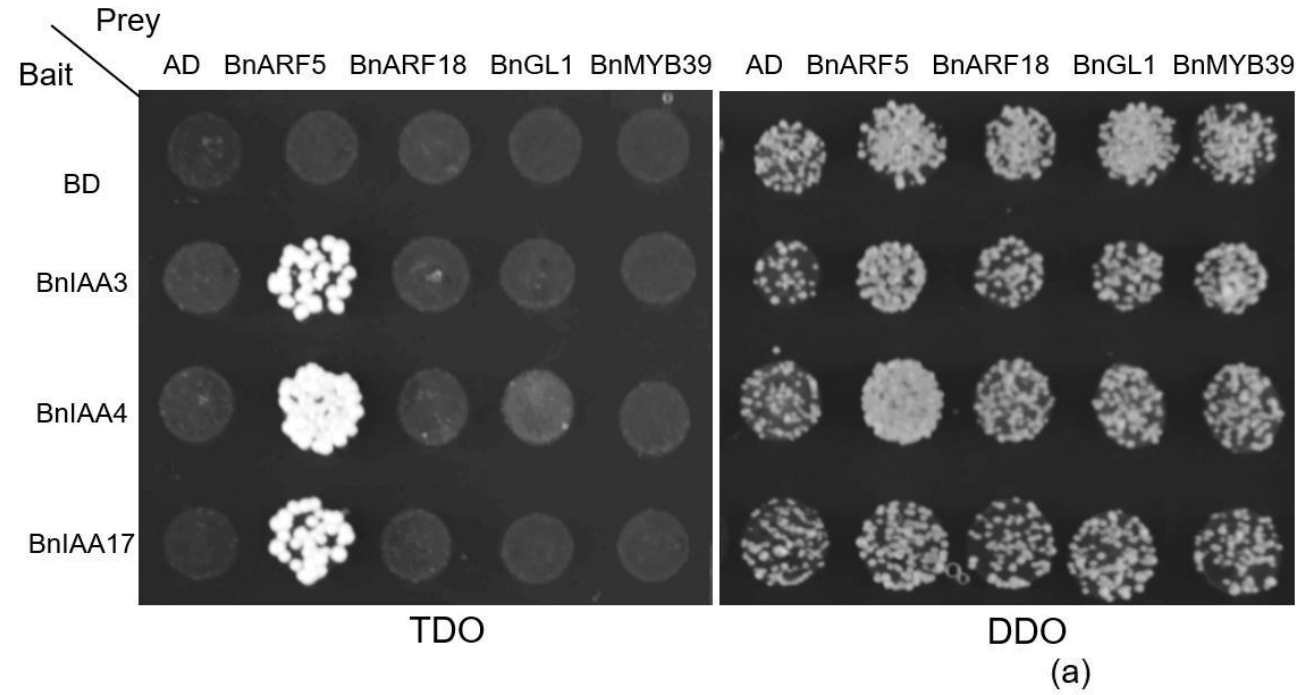 Prey
Bait
AD BnARF5 BnARF18 BnGL1 BnMYB39 AD BnARF5 BnARF18 BnGL1 BnMYB39
BD
BnIAA3
BnIAA4
BnIAA17
TDO DDO
(a)